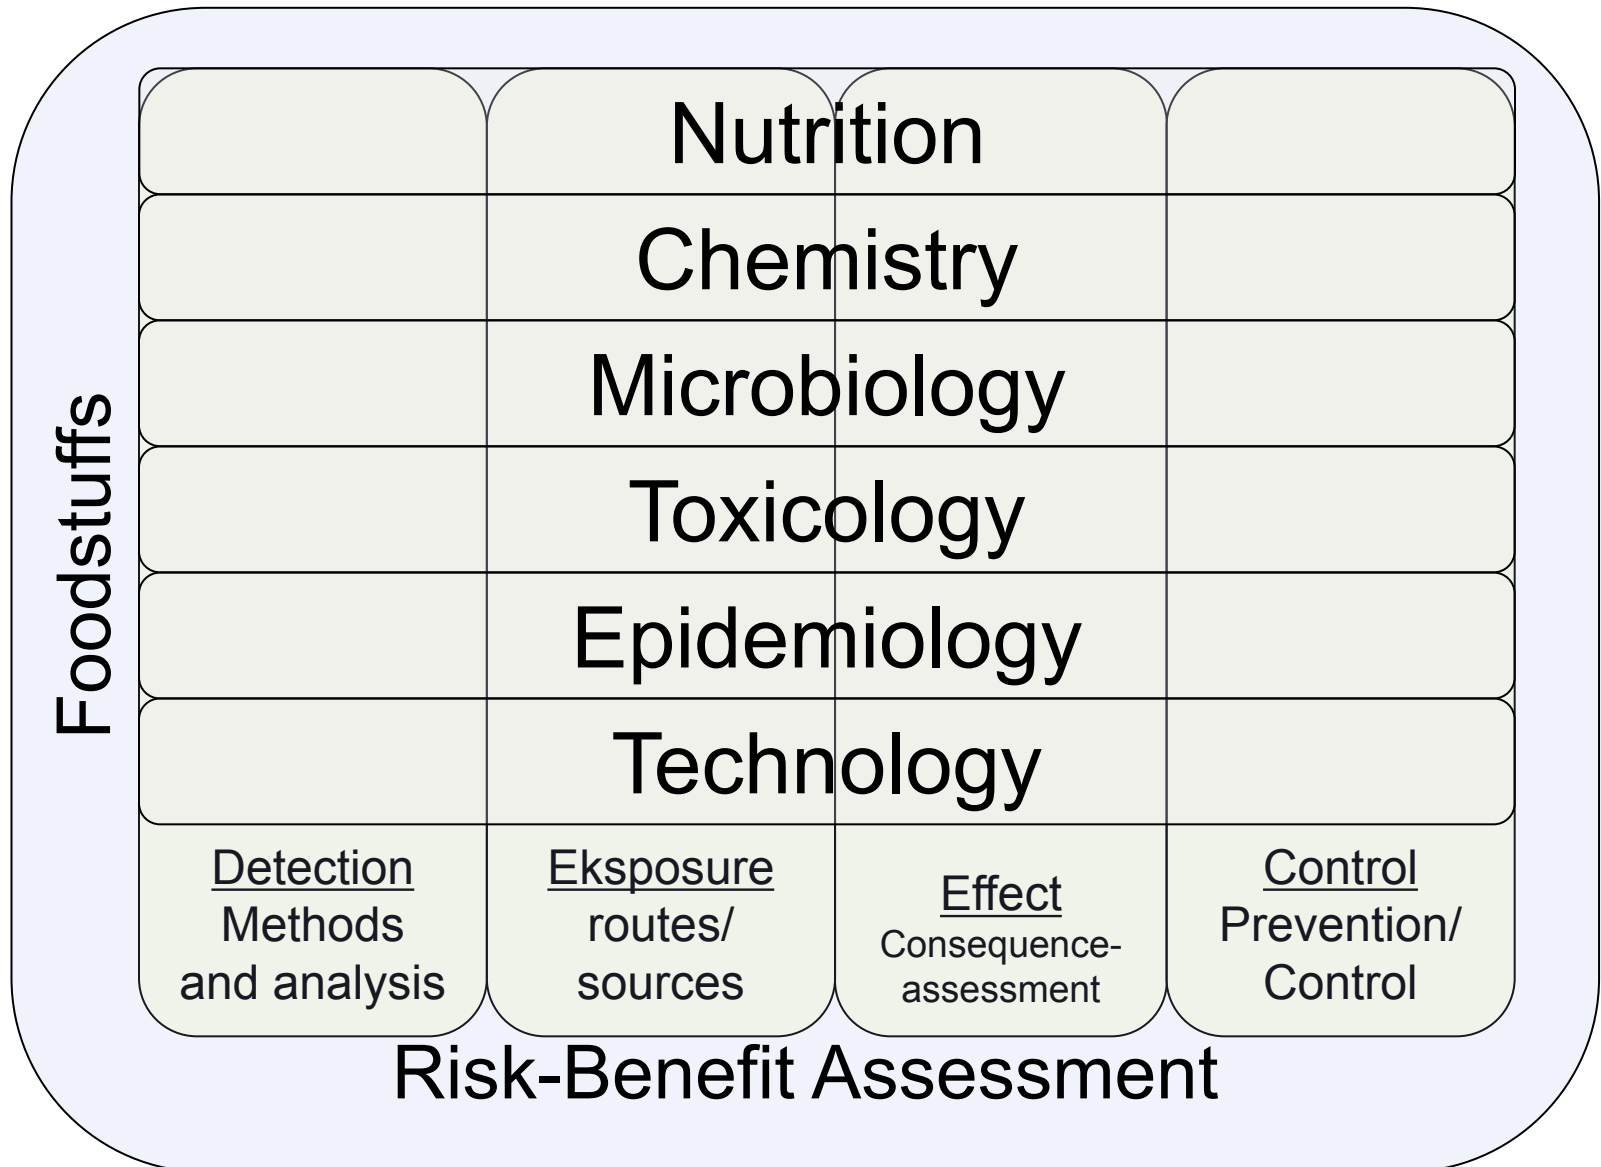 Nutrition
Chemistry
Microbiology
Toxicology
Epidemiology
Technology
Foodstuffs
Detection
Methods
and analysis
Eksposure
routes/
sources
Effect
Consequence-
assessment
Control
Prevention/
Control
Risk-Benefit Assessment